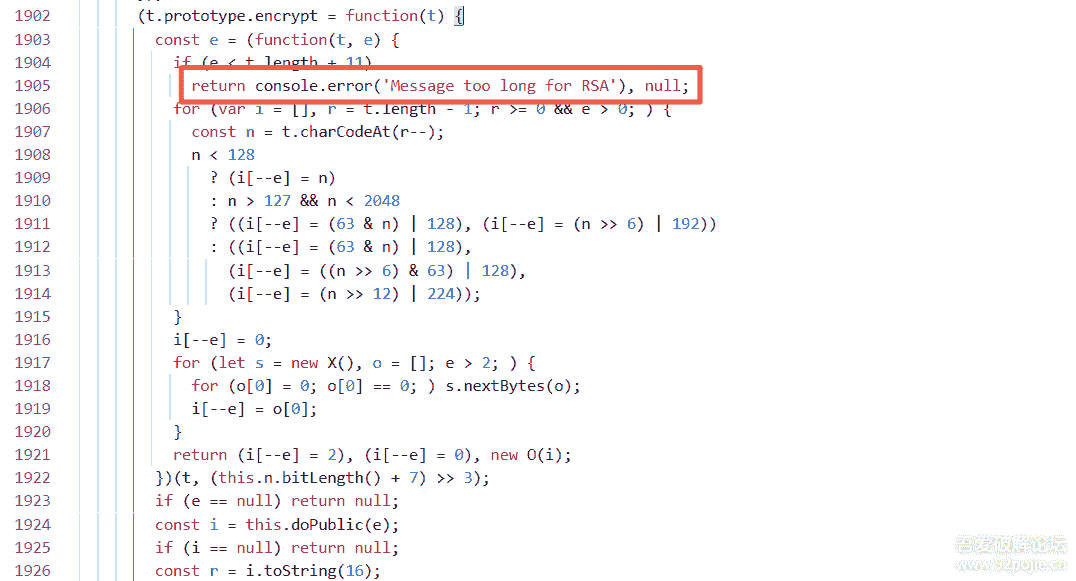 1902 (t.prototype.encrypt = function(t) {
1903 const e = (function(t, e) {
1904 if (e < t.length + 11)
1905 return console.error('Message too long for RSA'), null;
1906 for (var i = [], r = t.length - 1; r >= 0 && e > 0; ) {
1907 const n = t.charCodeAt(r--);
1908 n < 128
1909 ? (i[--e] = n)
1910 : n > 127 && n < 2048
1911 ? ((i[--e] = (63 & n) | 128), (i[--e] = (n >> 6) | 192))
1912 : ((i[--e] = (63 & n) | 128),
1913 (i[--e] = ((n >> 6) & 63) | 128),
1914 (i[--e] = (n >> 12) | 224));
1915 }
1916 i[--e] = 0;
1917 for (let s = new X(), o = []; e > 2; ) {
1918 for (o[0] = 0; o[0] == 0; ) s.nextBytes(o);
1919 i[--e] = o[0];
1920 }
1921 return (i[--e] = 2), (i[--e] = 0), new O(i);
1922 })(t, (this.n.bitLength() + 7) >> 3);
1923 if (e == null) return null;
1924 const i = this.doPublic(e);
1925 if (i == null) return null;
1926 const r = i.toString(16);
吾爱破解论坛
www.52pojie.cn